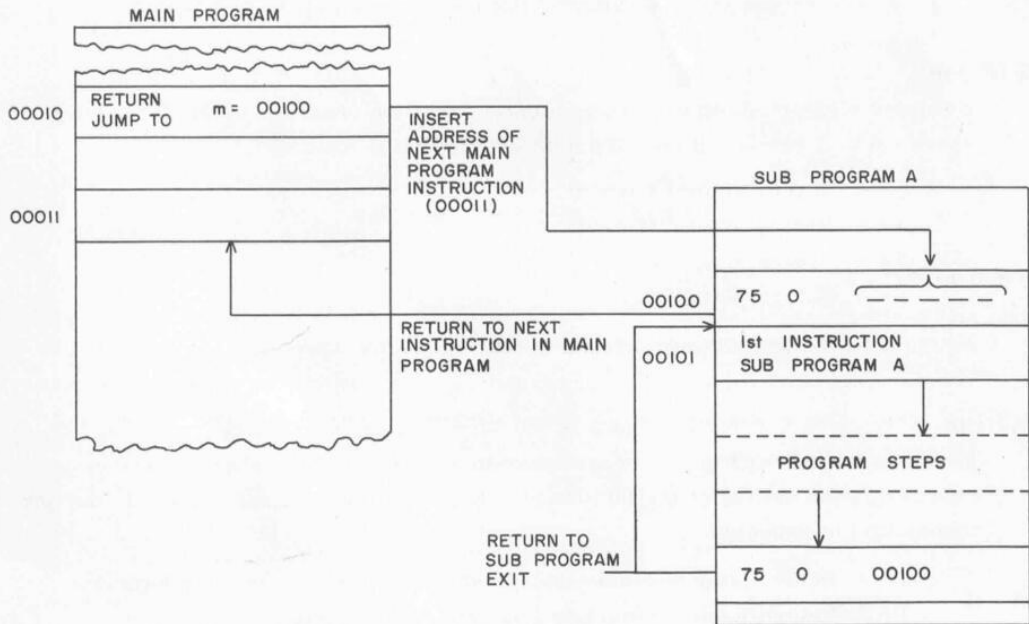 MAIN PROGRAM
00010
RETURN
JUMP TO
m = 00100
00011
INSERT
ADDRESS OF
NEXT MAIN
PROGRAM
INSTRUCTION
(00011)
SUB PROGRAM A
00100
75 0 — — — — —
RETURN TO NEXT
INSTRUCTION IN MAIN
PROGRAM
00101
1st INSTRUCTION
SUB PROGRAM A
PROGRAM STEPS
RETURN TO
SUB PROGRAM
EXIT
75 0 00100